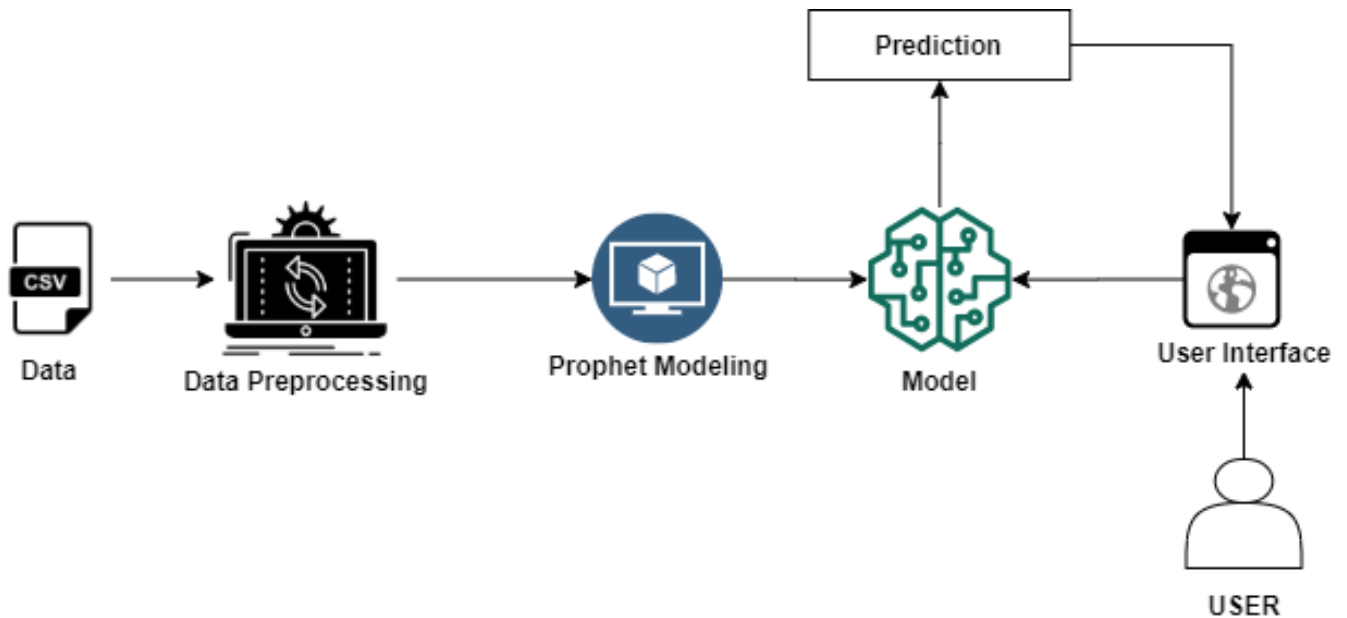 Prediction
CSV
Data
Data Preprocessing
Prophet Modeling
Model
User Interface
USER